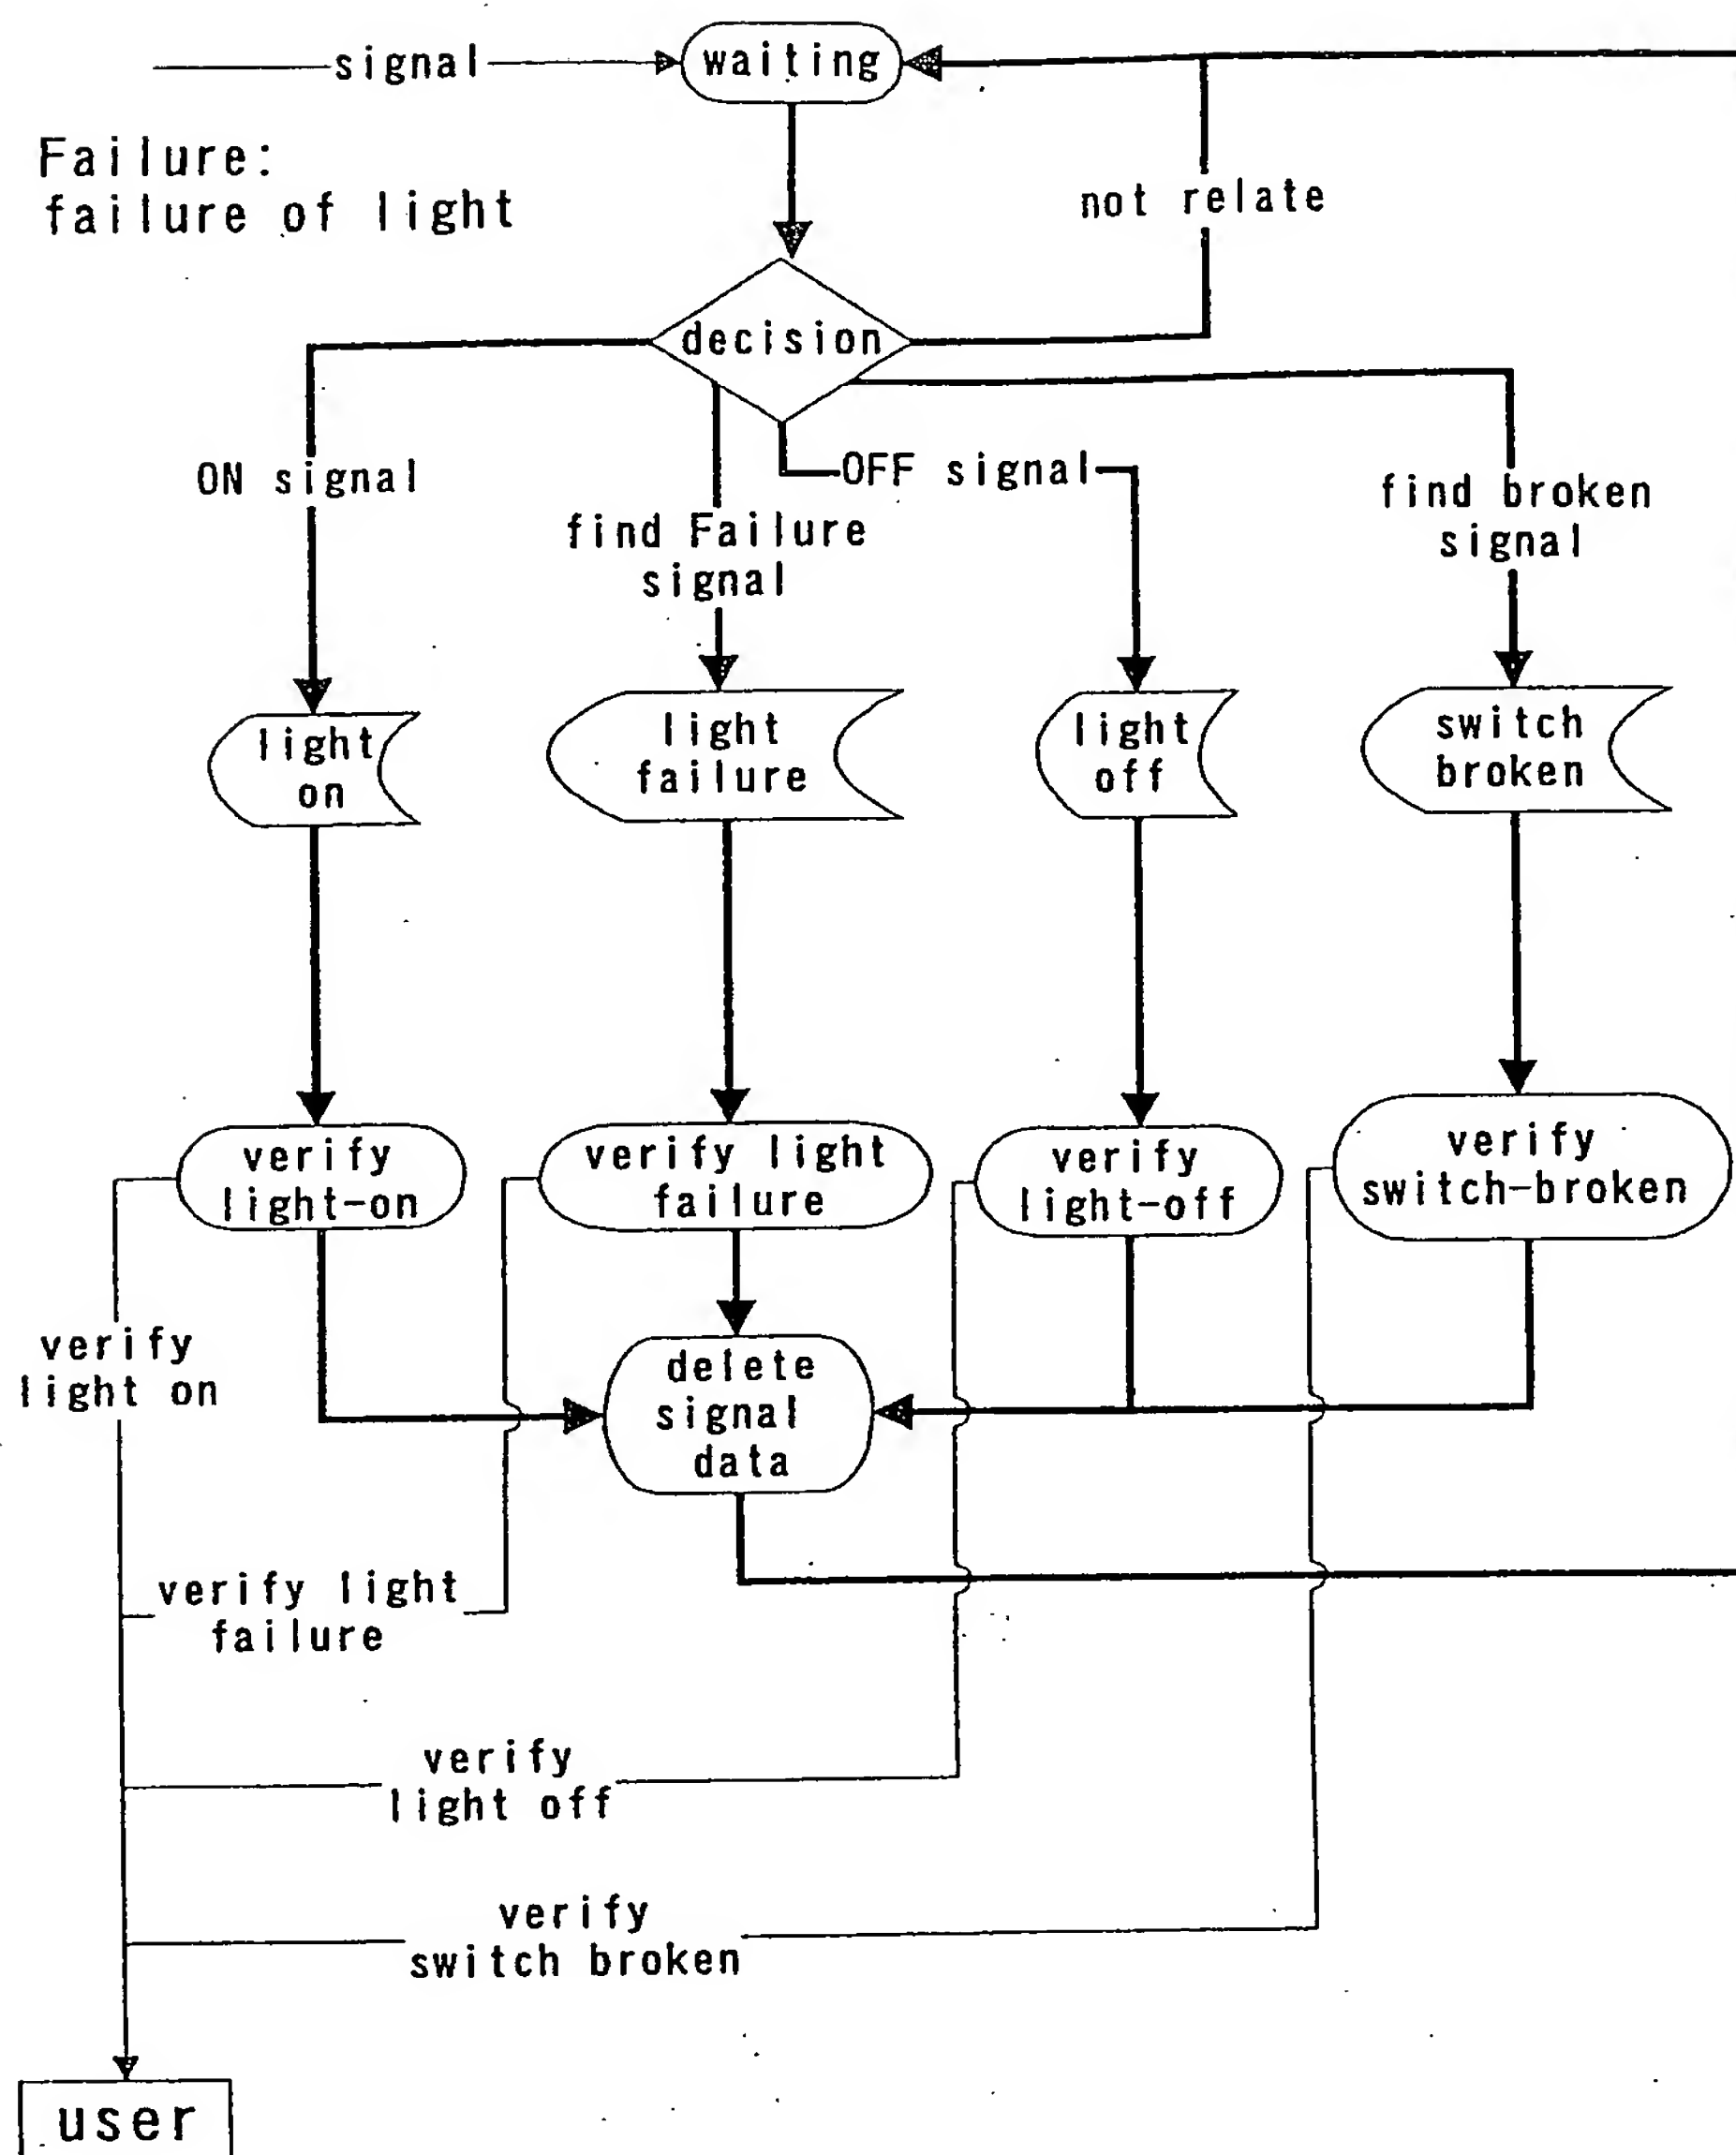 signal
waiting
Failure:
failure of light
not relate
decision
ON signal
OFF signal
find Failure
signal
find broken
signal
light
on
light
failure
light
off
switch
broken
verify
light-on
verify light
failure
verify
light-off
verify
switch-broken
verify
light on
delete
signal
data
verify light
failure
verify
light off
verify
switch broken
user